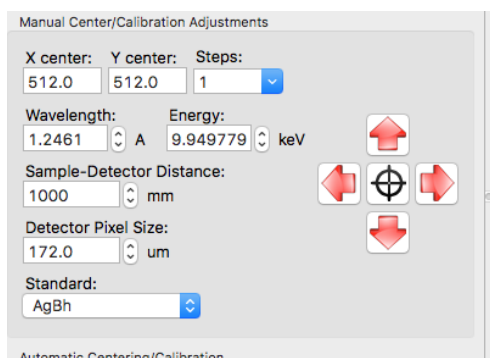 Manual Center/Calibration Adjustments
X center: Y center: Steps:
512.0 512.0 1
Wavelength: Energy:
1.2461 A 9.949779 keV
Sample-Detector Distance:
1000 mm
Detector Pixel Size:
172.0 um
Standard:
AgBh
Automatic Centering/Calibration